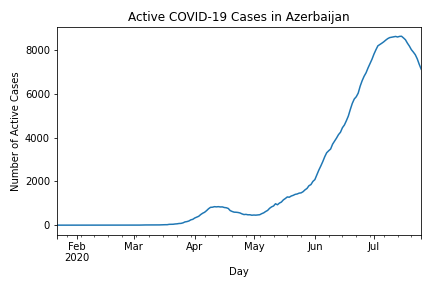 Active COVID-19 Cases in Azerbaijan
Number of Active Cases
8000
6000
4000
2000
0
Feb Mar Apr May Jun Jul
2020
Day